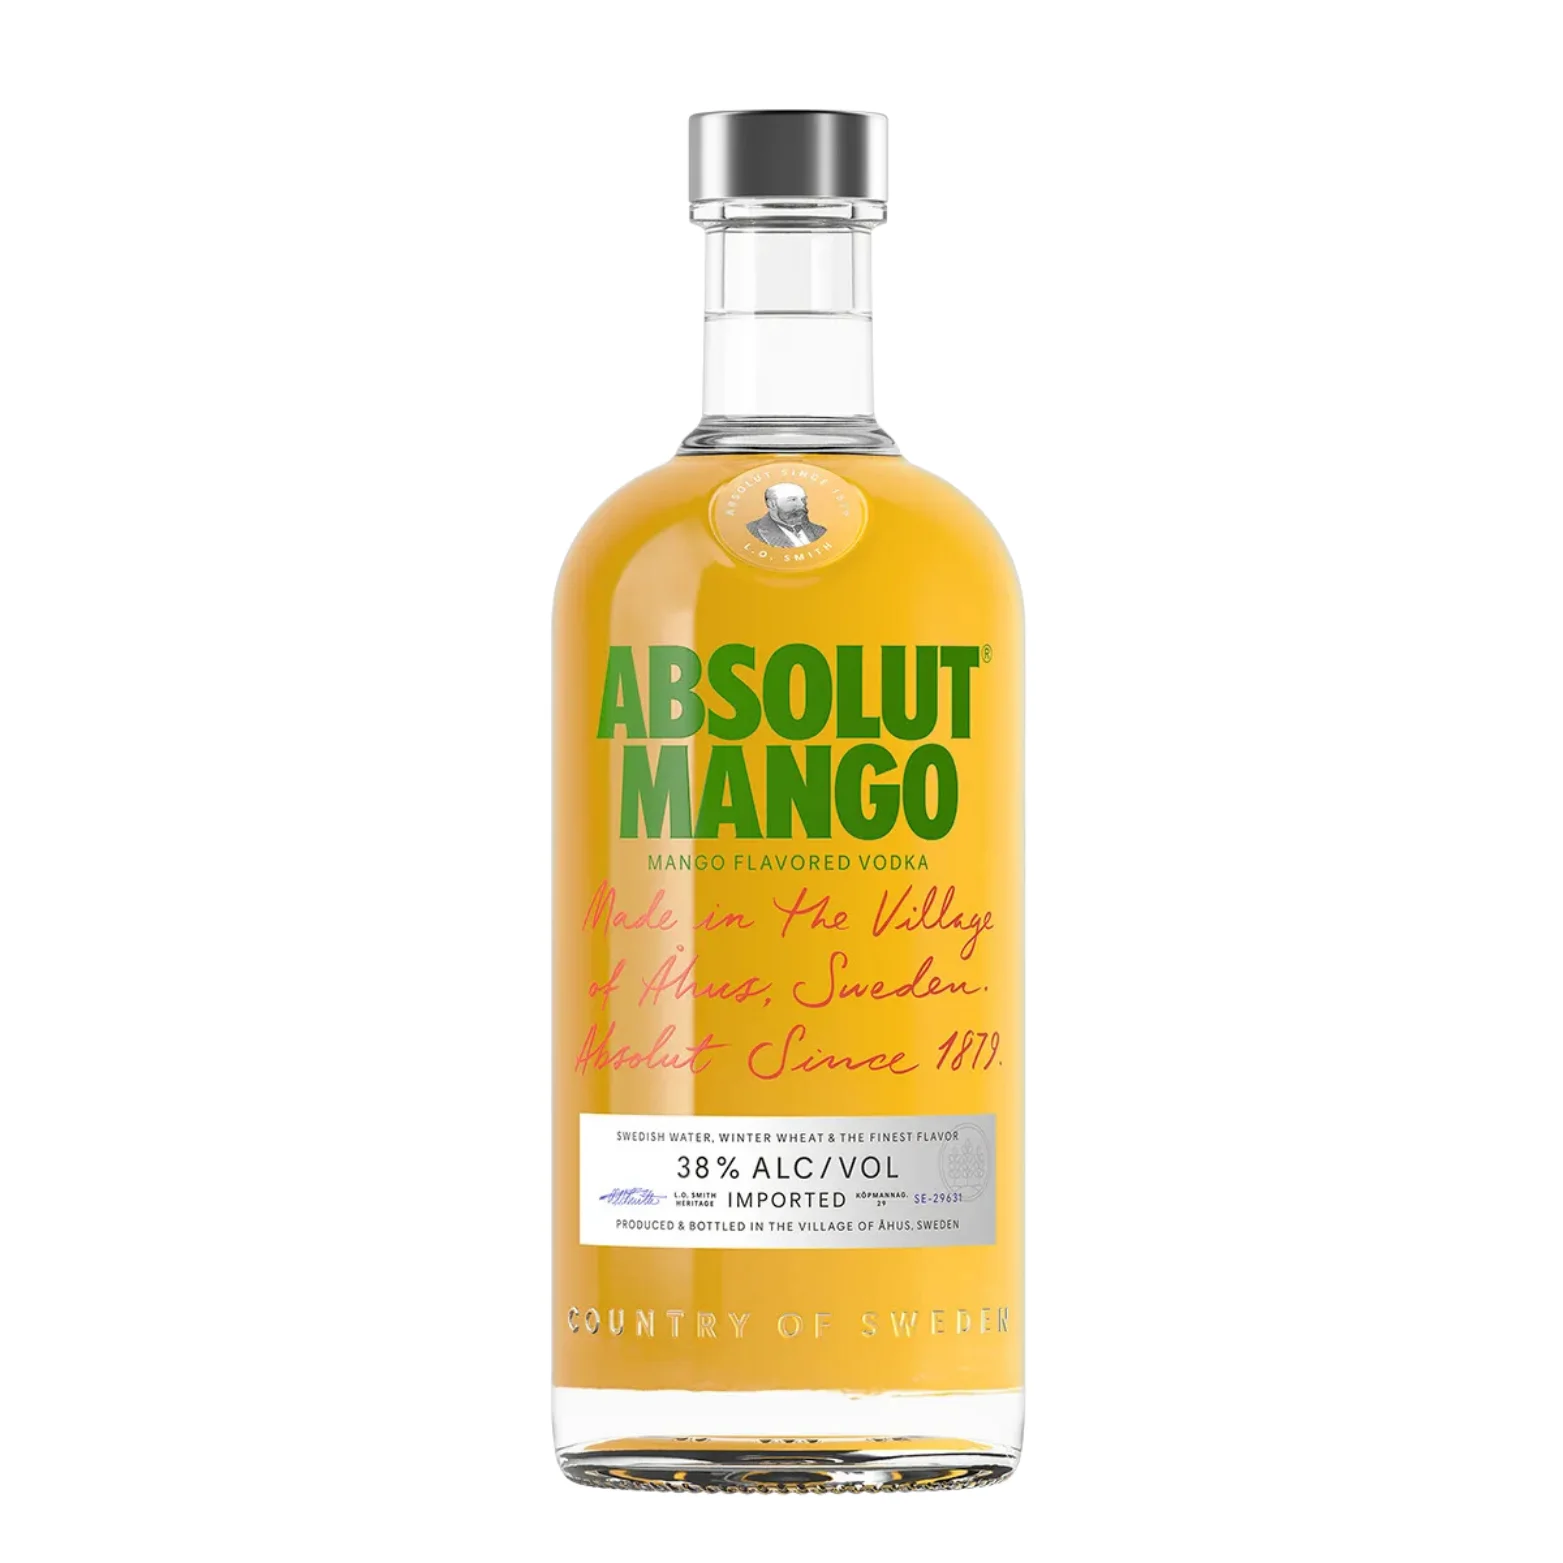 ABSOLUT SINCE 1879
L.O. SMITH
ABSOLUT®
MANGO
MANGO FLAVORED VODKA
Made in the Village
of Åhus, Sweden.
Absolut Since 1879.
SWEDISH WATER, WINTER WHEAT & THE FINEST FLAVOR
38% ALC/VOL
L.O. SMITH HERITAGE IMPORTED KÖPMANNAG. 29 SE-29631
PRODUCED & BOTTLED IN THE VILLAGE OF ÅHUS, SWEDEN
COUNTRY OF SWEDEN